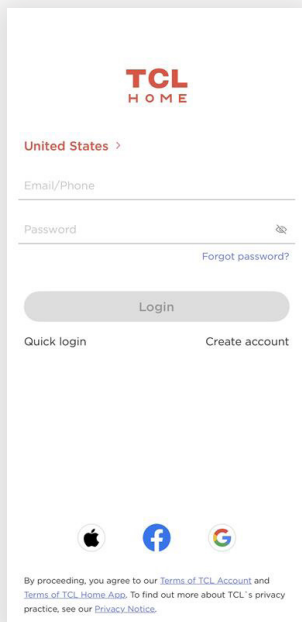 TCL
HOME
United States >
Email/Phone
Password
Forgot password?
Login
Quick login
Create account
By proceeding, you agree to our Terms of TCL Account and
Terms of TCL Home App. To find out more about TCL`s privacy
practice, see our Privacy Notice.